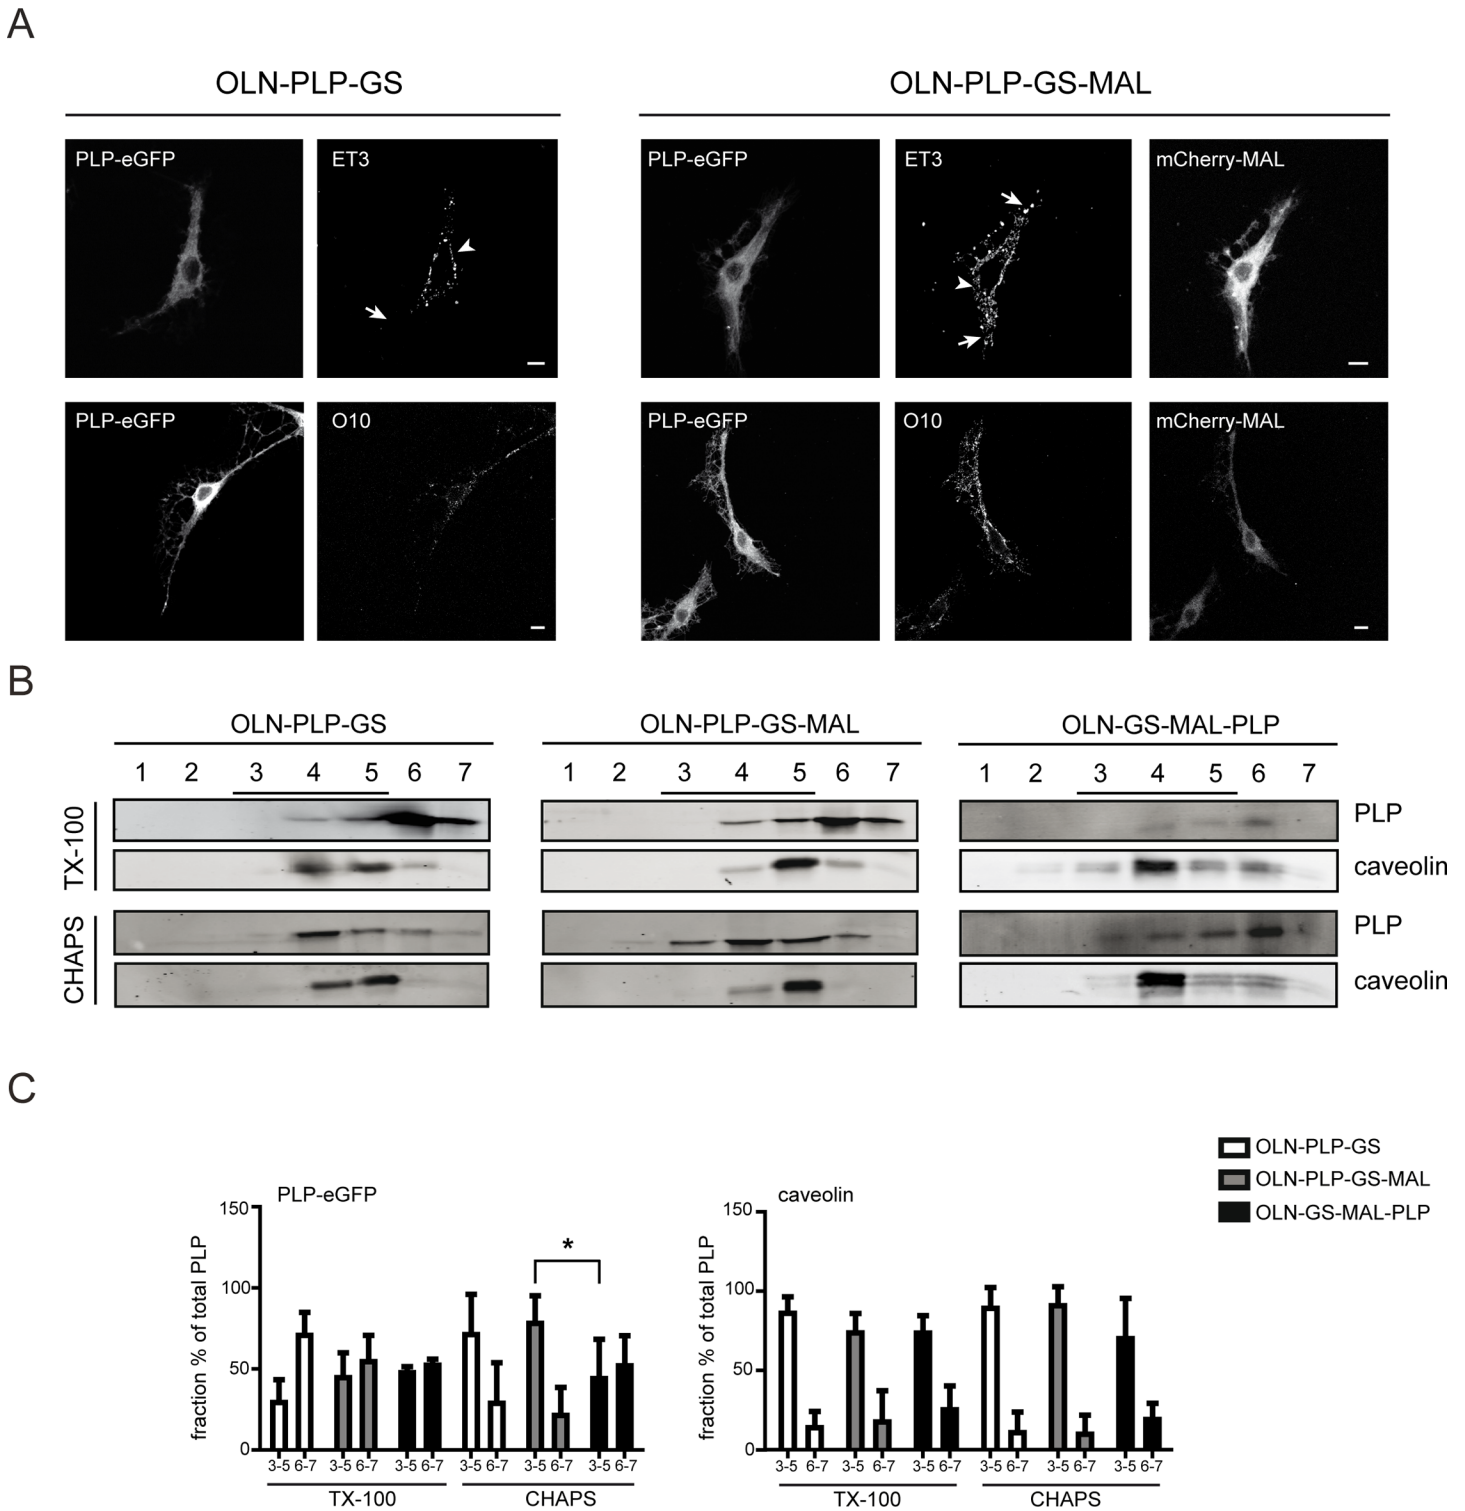 A
OLN-PLP-GS
OLN-PLP-GS-MAL
PLP-eGFP
ET3
PLP-eGFP
ET3
mCherry-MAL
PLP-eGFP
O10
PLP-eGFP
O10
mCherry-MAL
B
OLN-PLP-GS
OLN-PLP-GS-MAL
OLN-GS-MAL-PLP
1 2 3 4 5 6 7
1 2 3 4 5 6 7
1 2 3 4 5 6 7
TX-100
PLP
caveolin
CHAPS
PLP
caveolin
C
OLN-PLP-GS
OLN-PLP-GS-MAL
OLN-GS-MAL-PLP
PLP-eGFP
fraction % of total PLP
150
100
50
0
*
3-5 6-7 3-5 6-7 3-5 6-7 3-5 6-7 3-5 6-7 3-5 6-7
TX-100 CHAPS
caveolin
fraction % of total PLP
150
100
50
0
3-5 6-7 3-5 6-7 3-5 6-7 3-5 6-7 3-5 6-7 3-5 6-7
TX-100 CHAPS